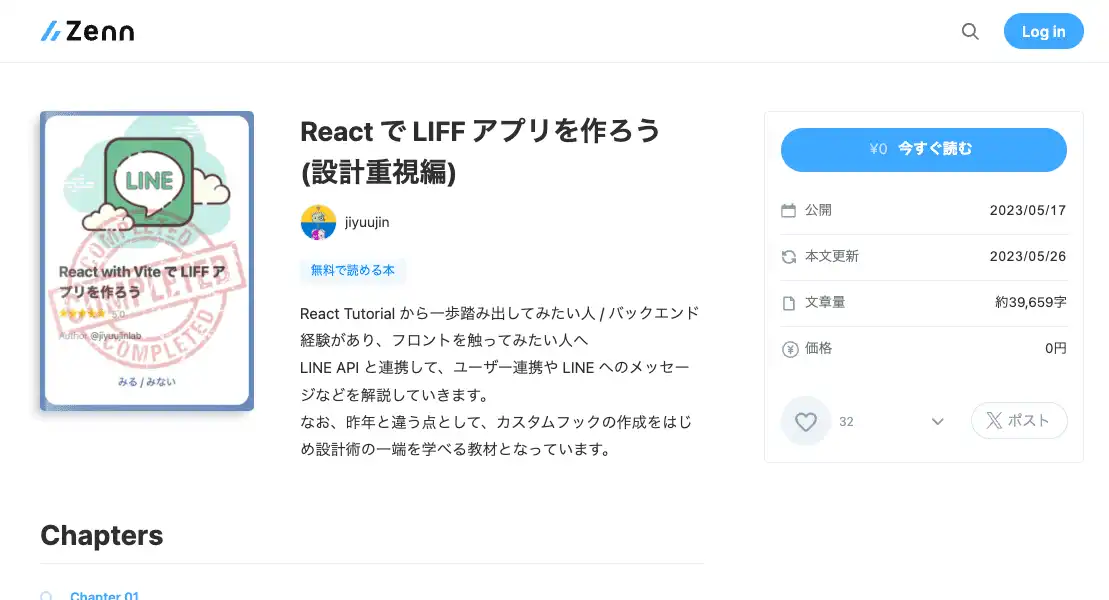 Zenn
Log in
LINE
COMPLETED
React with Vite で LIFF ア
プリを作ろう
COMPLETED
5.0
Author @jiyuujinlab
COMPLETED
みる / みない
React で LIFF アプリを作ろう
(設計重視編)
jiyuujin
無料で読める本
React Tutorial から一歩踏み出してみたい人 / バックエンド
経験があり、フロントを触ってみたい人へ
LINE API と連携して、ユーザー連携や LINE へのメッセー
ジなどを解説していきます。
なお、昨年と違う点として、カスタムフックの作成をはじ
め設計術の一端を学べる教材となっています。
¥0 今すぐ読む
公開 2023/05/17
本文更新 2023/05/26
文章量 約39,659字
価格 0円
32
ポスト
Chapters
Chapter 01